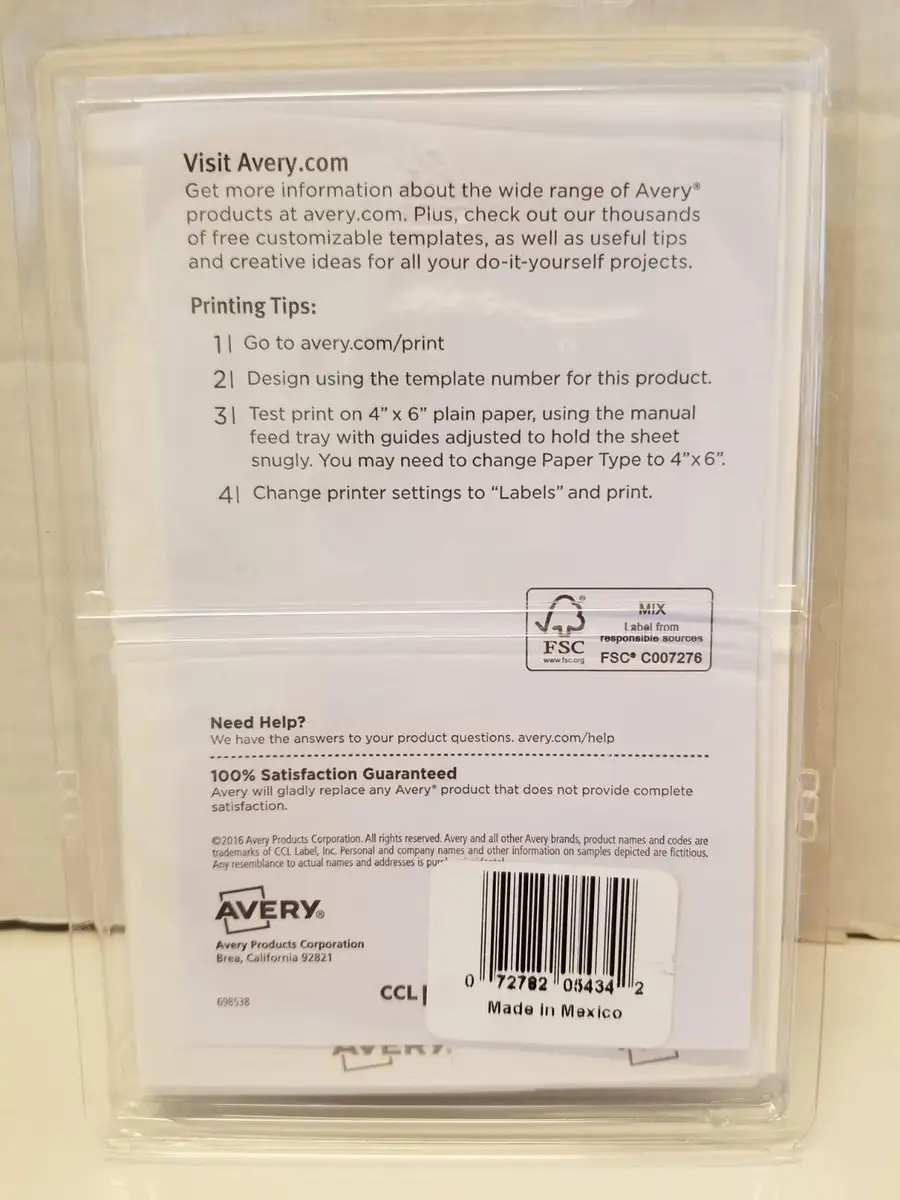 Visit Avery.com
Get more information about the wide range of Avery®
products at avery.com. Plus, check out our thousands
of free customizable templates, as well as useful tips
and creative ideas for all your do-it-yourself projects.
Printing Tips:
1| Go to avery.com/print
2| Design using the template number for this product.
3| Test print on 4” x 6” plain paper, using the manual
feed tray with guides adjusted to hold the sheet
snugly. You may need to change Paper Type to 4”x6”.
4| Change printer settings to “Labels” and print.
FSC®
www.fsc.org
MIX
Label from
responsible sources
FSC® C007276
Need Help?
We have the answers to your product questions. avery.com/help
100% Satisfaction Guaranteed
Avery will gladly replace any Avery® product that does not provide complete
satisfaction.
©2016 Avery Products Corporation. All rights reserved. Avery and all other Avery brands, product names and codes are
trademarks of CCL Label, Inc. Personal and company names and other information on samples depicted are fictitious.
Any resemblance to actual names and addresses is
AVERY®
Avery Products Corporation
Brea, California 92821
698538
CCL
0 72782 05434 2
Made in Mexico
AVERY